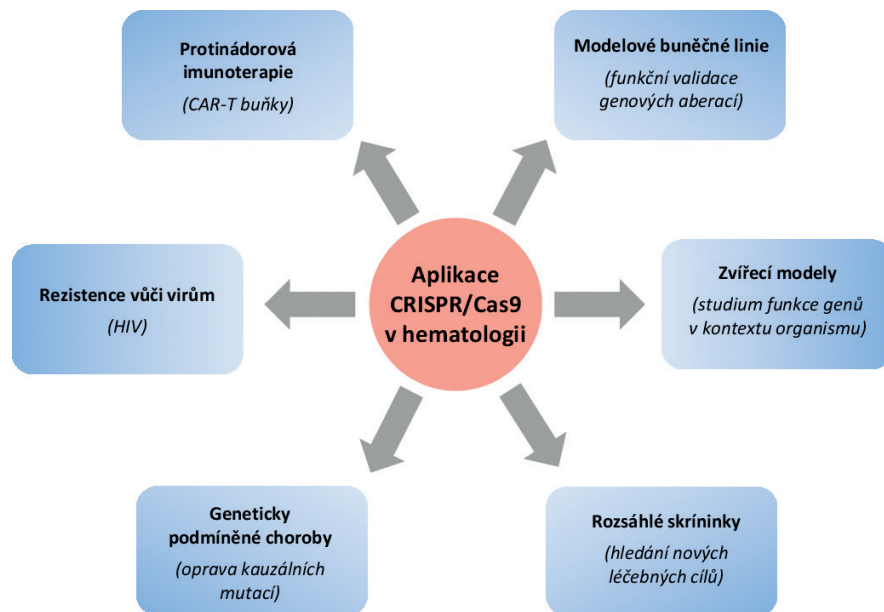 Protinádorová
imunoterapie
(CAR-T buňky)
Modelové buněčné linie
(funkční validace
genových aberací)
Rezistence vůči virům
(HIV)
Aplikace
CRISPR/Cas9
v hematologii
Zvířecí modely
(studium funkce genů
v kontextu organismu)
Geneticky
podmíněné choroby
(oprava kauzálních
mutací)
Rozsáhlé skríninky
(hledání nových
léčebných cílů)